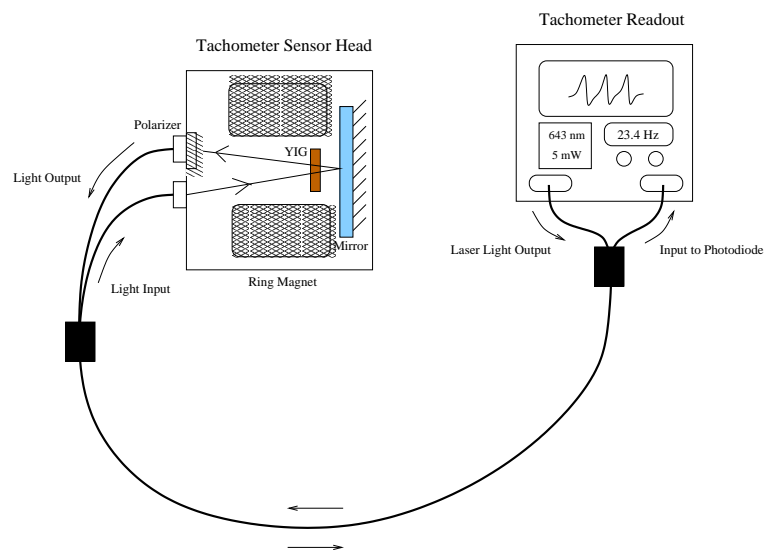 Tachometer Readout
Tachometer Sensor Head
Polarizer
YIG
643 nm
5 mW
23.4 Hz
Light Output
Mirror
Laser Light Output
Input to Photodiode
Ring Magnet
Light Input